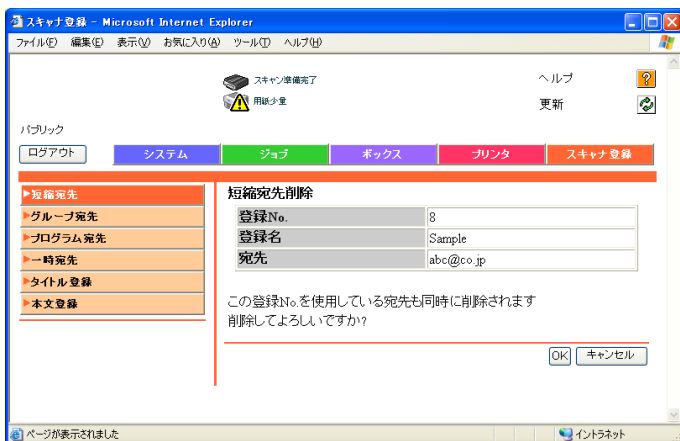 スキャナ登録 - Microsoft Internet Explorer
ファイル(F) 編集(E) 表示(V) お気に入り(A) ツール(T) ヘルプ(H)
スキャン準備完了
ヘルプ ?
用紙少量
更新
パブリック
ログアウト システム ジョブ ボックス プリンタ スキャナ登録
短縮宛先
グループ宛先
プログラム宛先
一時宛先
タイトル登録
本文登録
短縮宛先削除
登録No. 8
登録名 Sample
宛先 abc@co.jp
この登録No.を使用している宛先も同時に削除されます
削除してよろしいですか?
OK キャンセル
ページが表示されました イントラネット